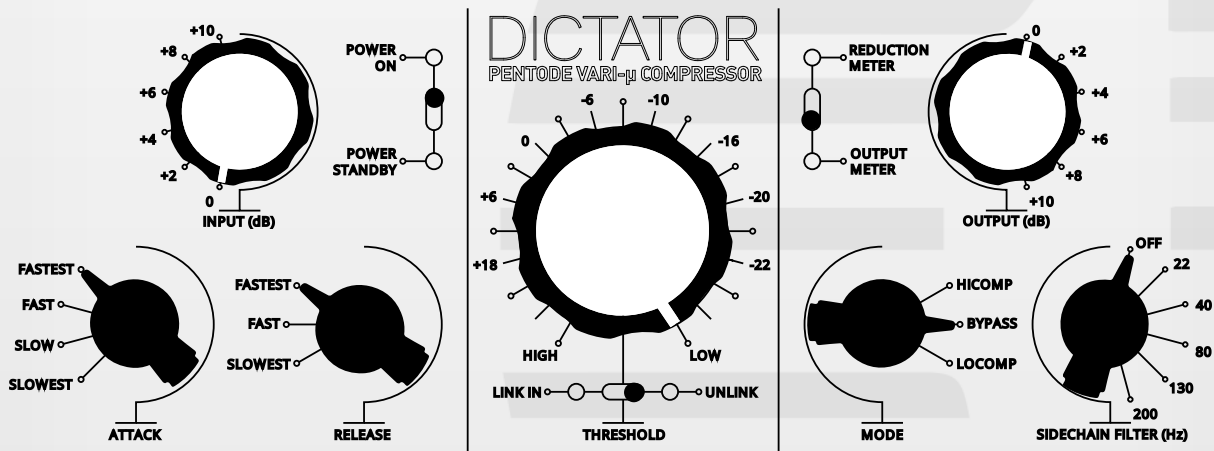 +10
+8
+6
+4
+2
0
INPUT (dB)
POWER
ON
POWER
STANDBY
FASTEST
FAST
SLOW
SLOWEST
ATTACK
FASTEST
FAST
SLOWEST
RELEASE
DICTATOR
PENTODE VARI-µ COMPRESSOR
-6
-10
0
-16
+6
-20
+18
-22
HIGH
LOW
LINK IN
UNLINK
THRESHOLD
REDUCTION
METER
OUTPUT
METER
0
+2
+4
+6
+8
+10
OUTPUT (dB)
HICOMP
BYPASS
LOCOMP
MODE
OFF
22
40
80
130
200
SIDECHAIN FILTER (Hz)